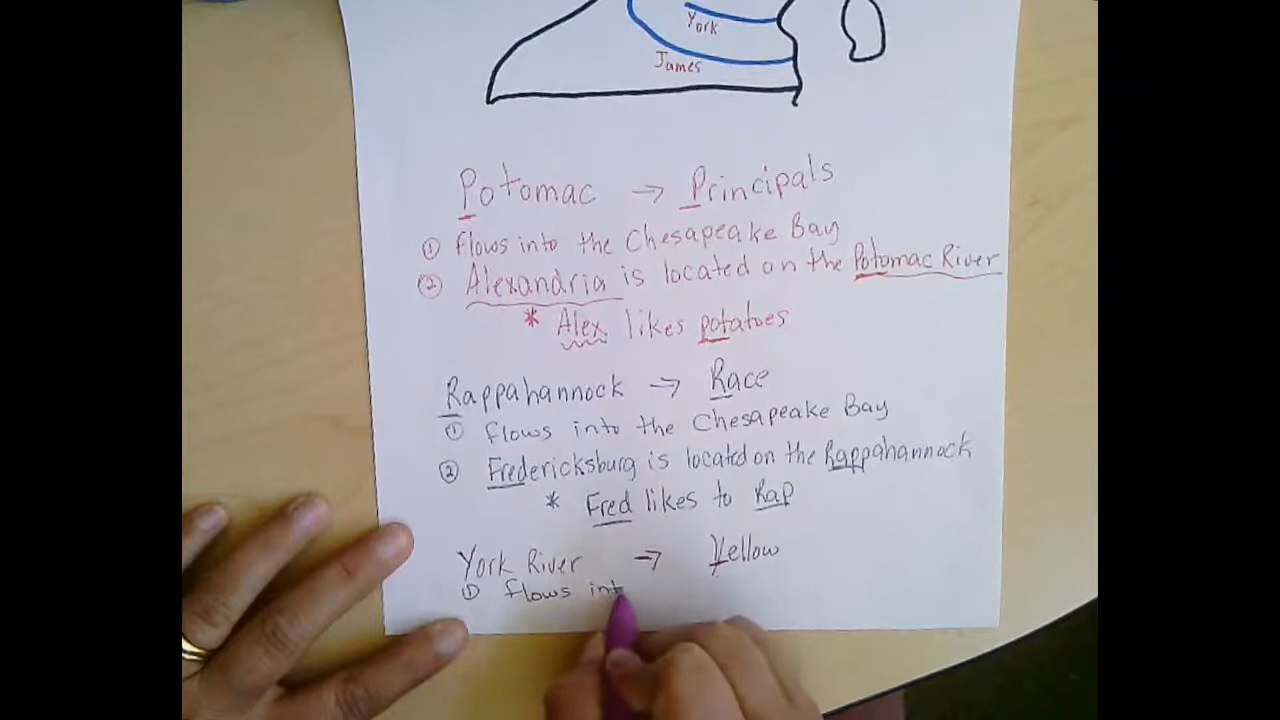 York
James
Potomac → Principals
① flows into the Chesapeake Bay
② Alexandria is located on the Potomac River
* Alex likes potatoes
Rappahannock → Race
① flows into the Chesapeake Bay
② Fredericksburg is located on the Rappahannock
* Fred likes to Rap
York River → Yellow
① flows int